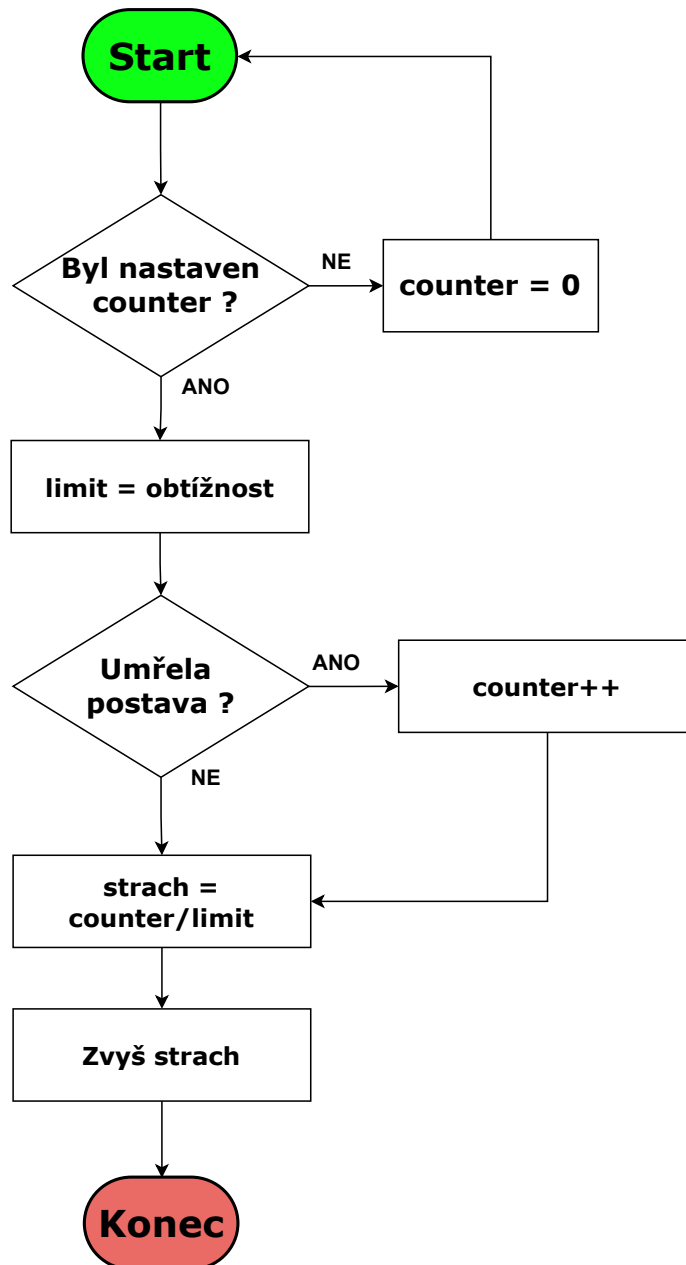 Start
Byl nastaven
counter ?
NE
counter = 0
ANO
limit = obtížnost
Umřela
postava ?
ANO
counter++
NE
strach =
counter/limit
Zvyš strach
Konec